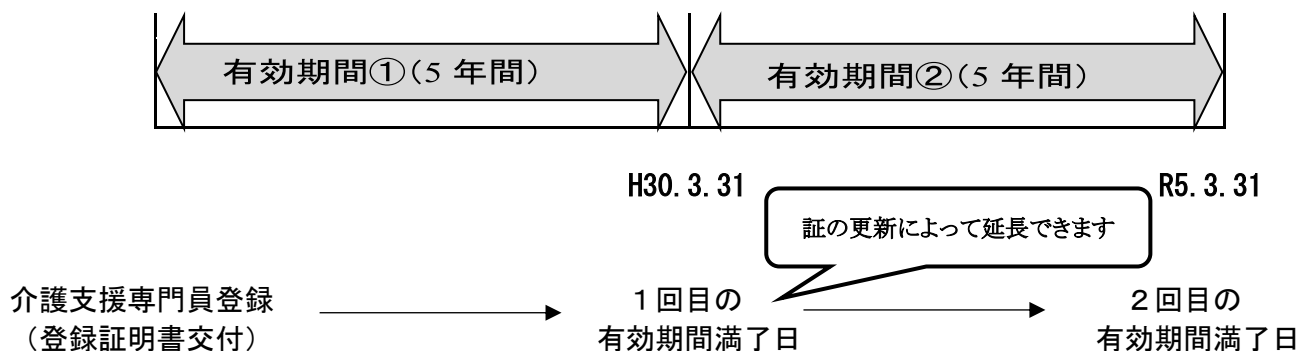 有効期間①(5 年間)
有効期間②(5 年間)
H30.3.31
R5.3.31
証の更新によって延長できます
介護支援専門員登録
(登録証明書交付)
1回目の
有効期間満了日
2回目の
有効期間満了日